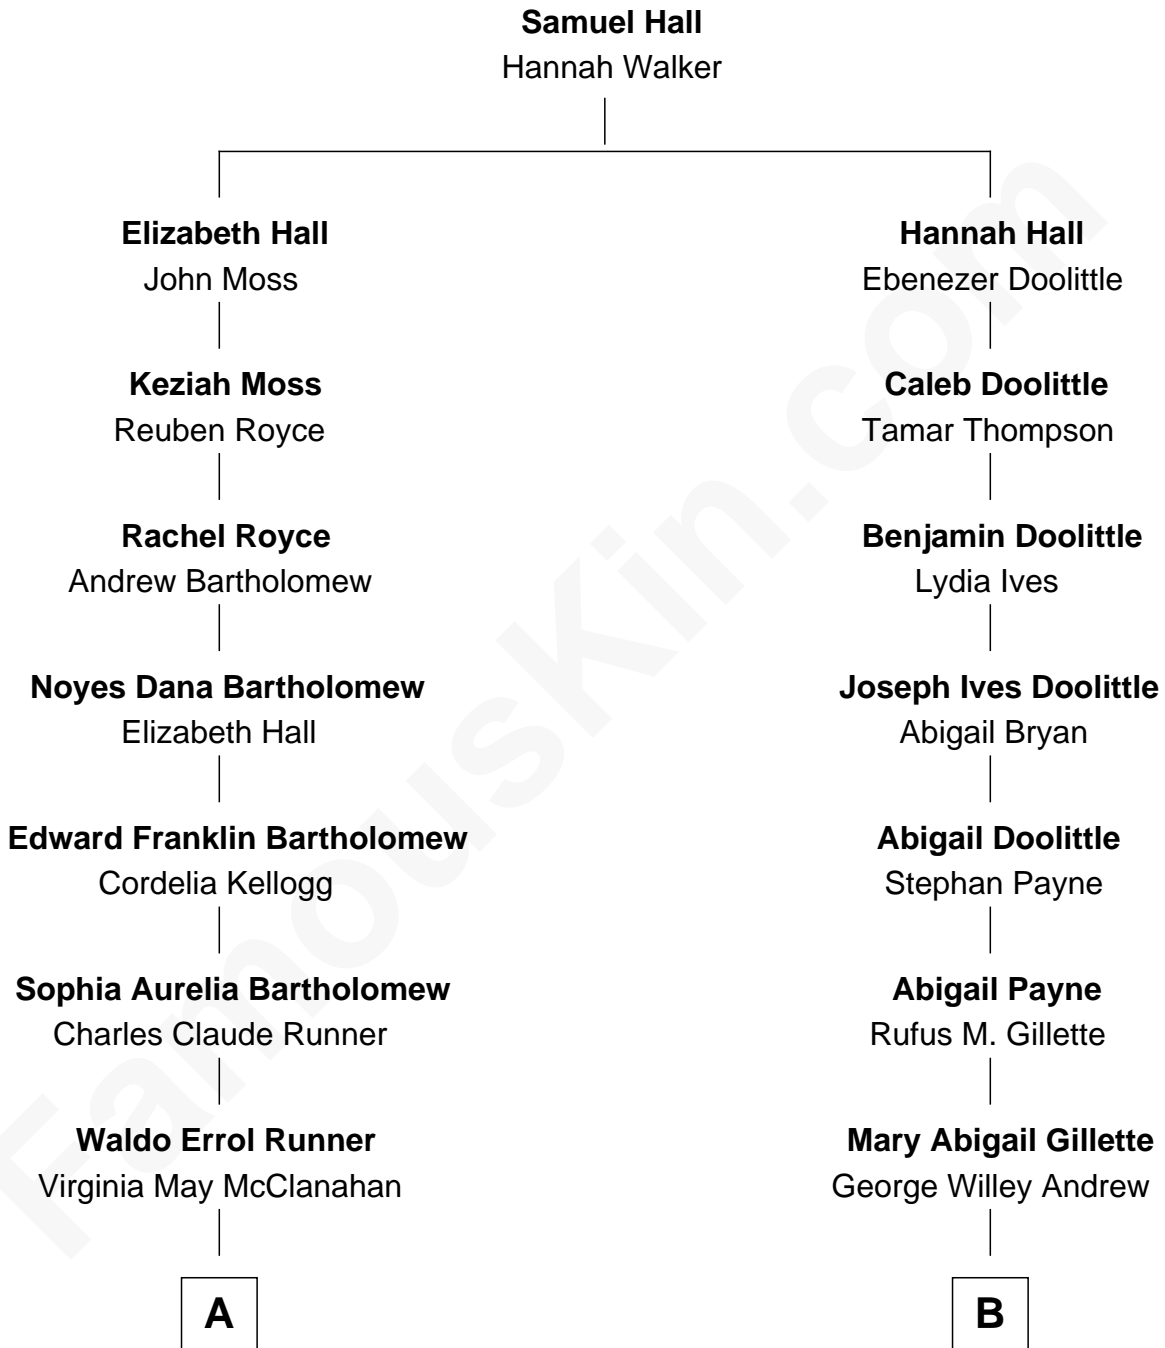 Samuel Hall
Hannah Walker
Elizabeth Hall
John Moss
Hannah Hall
Ebenezer Doolittle
Keziah Moss
Reuben Royce
Caleb Doolittle
Tamar Thompson
Rachel Royce
Andrew Bartholomew
Benjamin Doolittle
Lydia Ives
Noyes Dana Bartholomew
Elizabeth Hall
Joseph Ives Doolittle
Abigail Bryan
Edward Franklin Bartholomew
Cordelia Kellogg
Abigail Doolittle
Stephan Payne
Sophia Aurelia Bartholomew
Charles Claude Runner
Abigail Payne
Rufus M. Gillette
Waldo Errol Runner
Virginia May McClanahan
Mary Abigail Gillette
George Willey Andrew
A
B
FamousKin.com